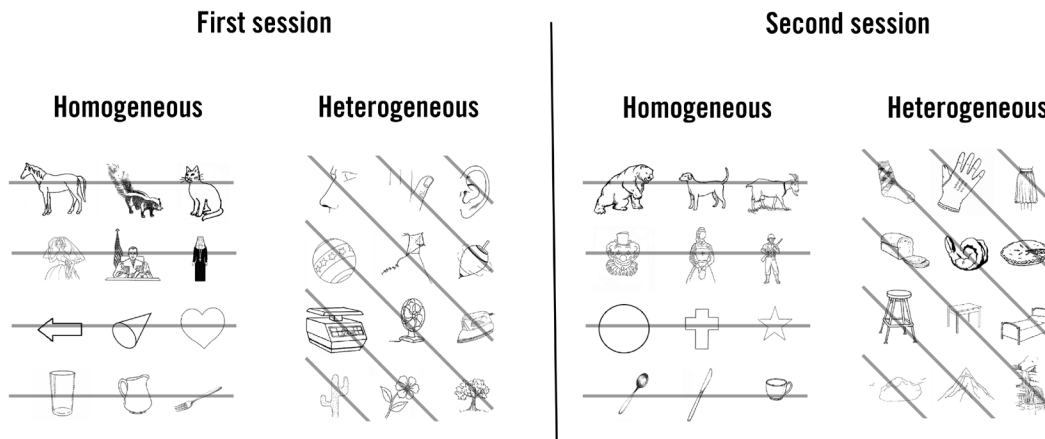 First session
Second session
Homogeneous
Heterogeneous
Homogeneous
Heterogeneous